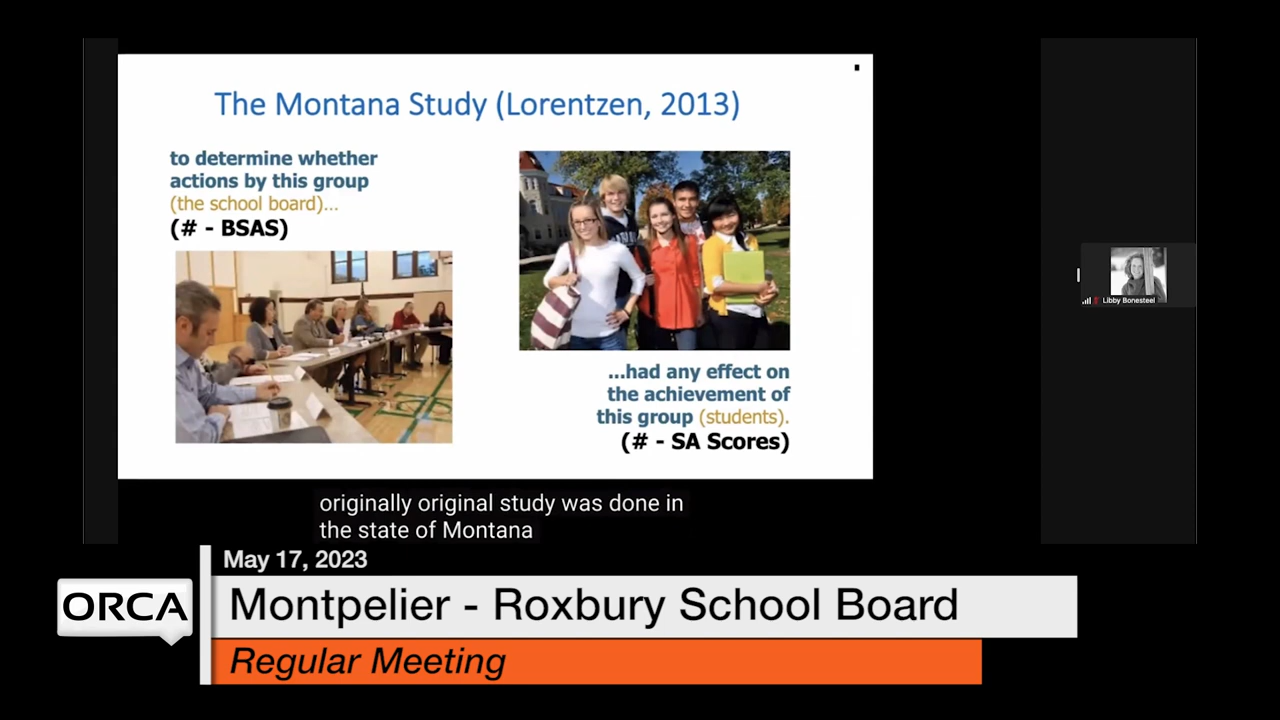 The Montana Study (Lorentzen, 2013)
to determine whether
actions by this group
(the school board)...
(# - BSAS)
...had any effect on
the achievement of
this group (students).
(# - SA Scores)
Libby Bonesteel
originally original study was done in
the state of Montana
May 17, 2023
ORCA
Montpelier - Roxbury School Board
Regular Meeting